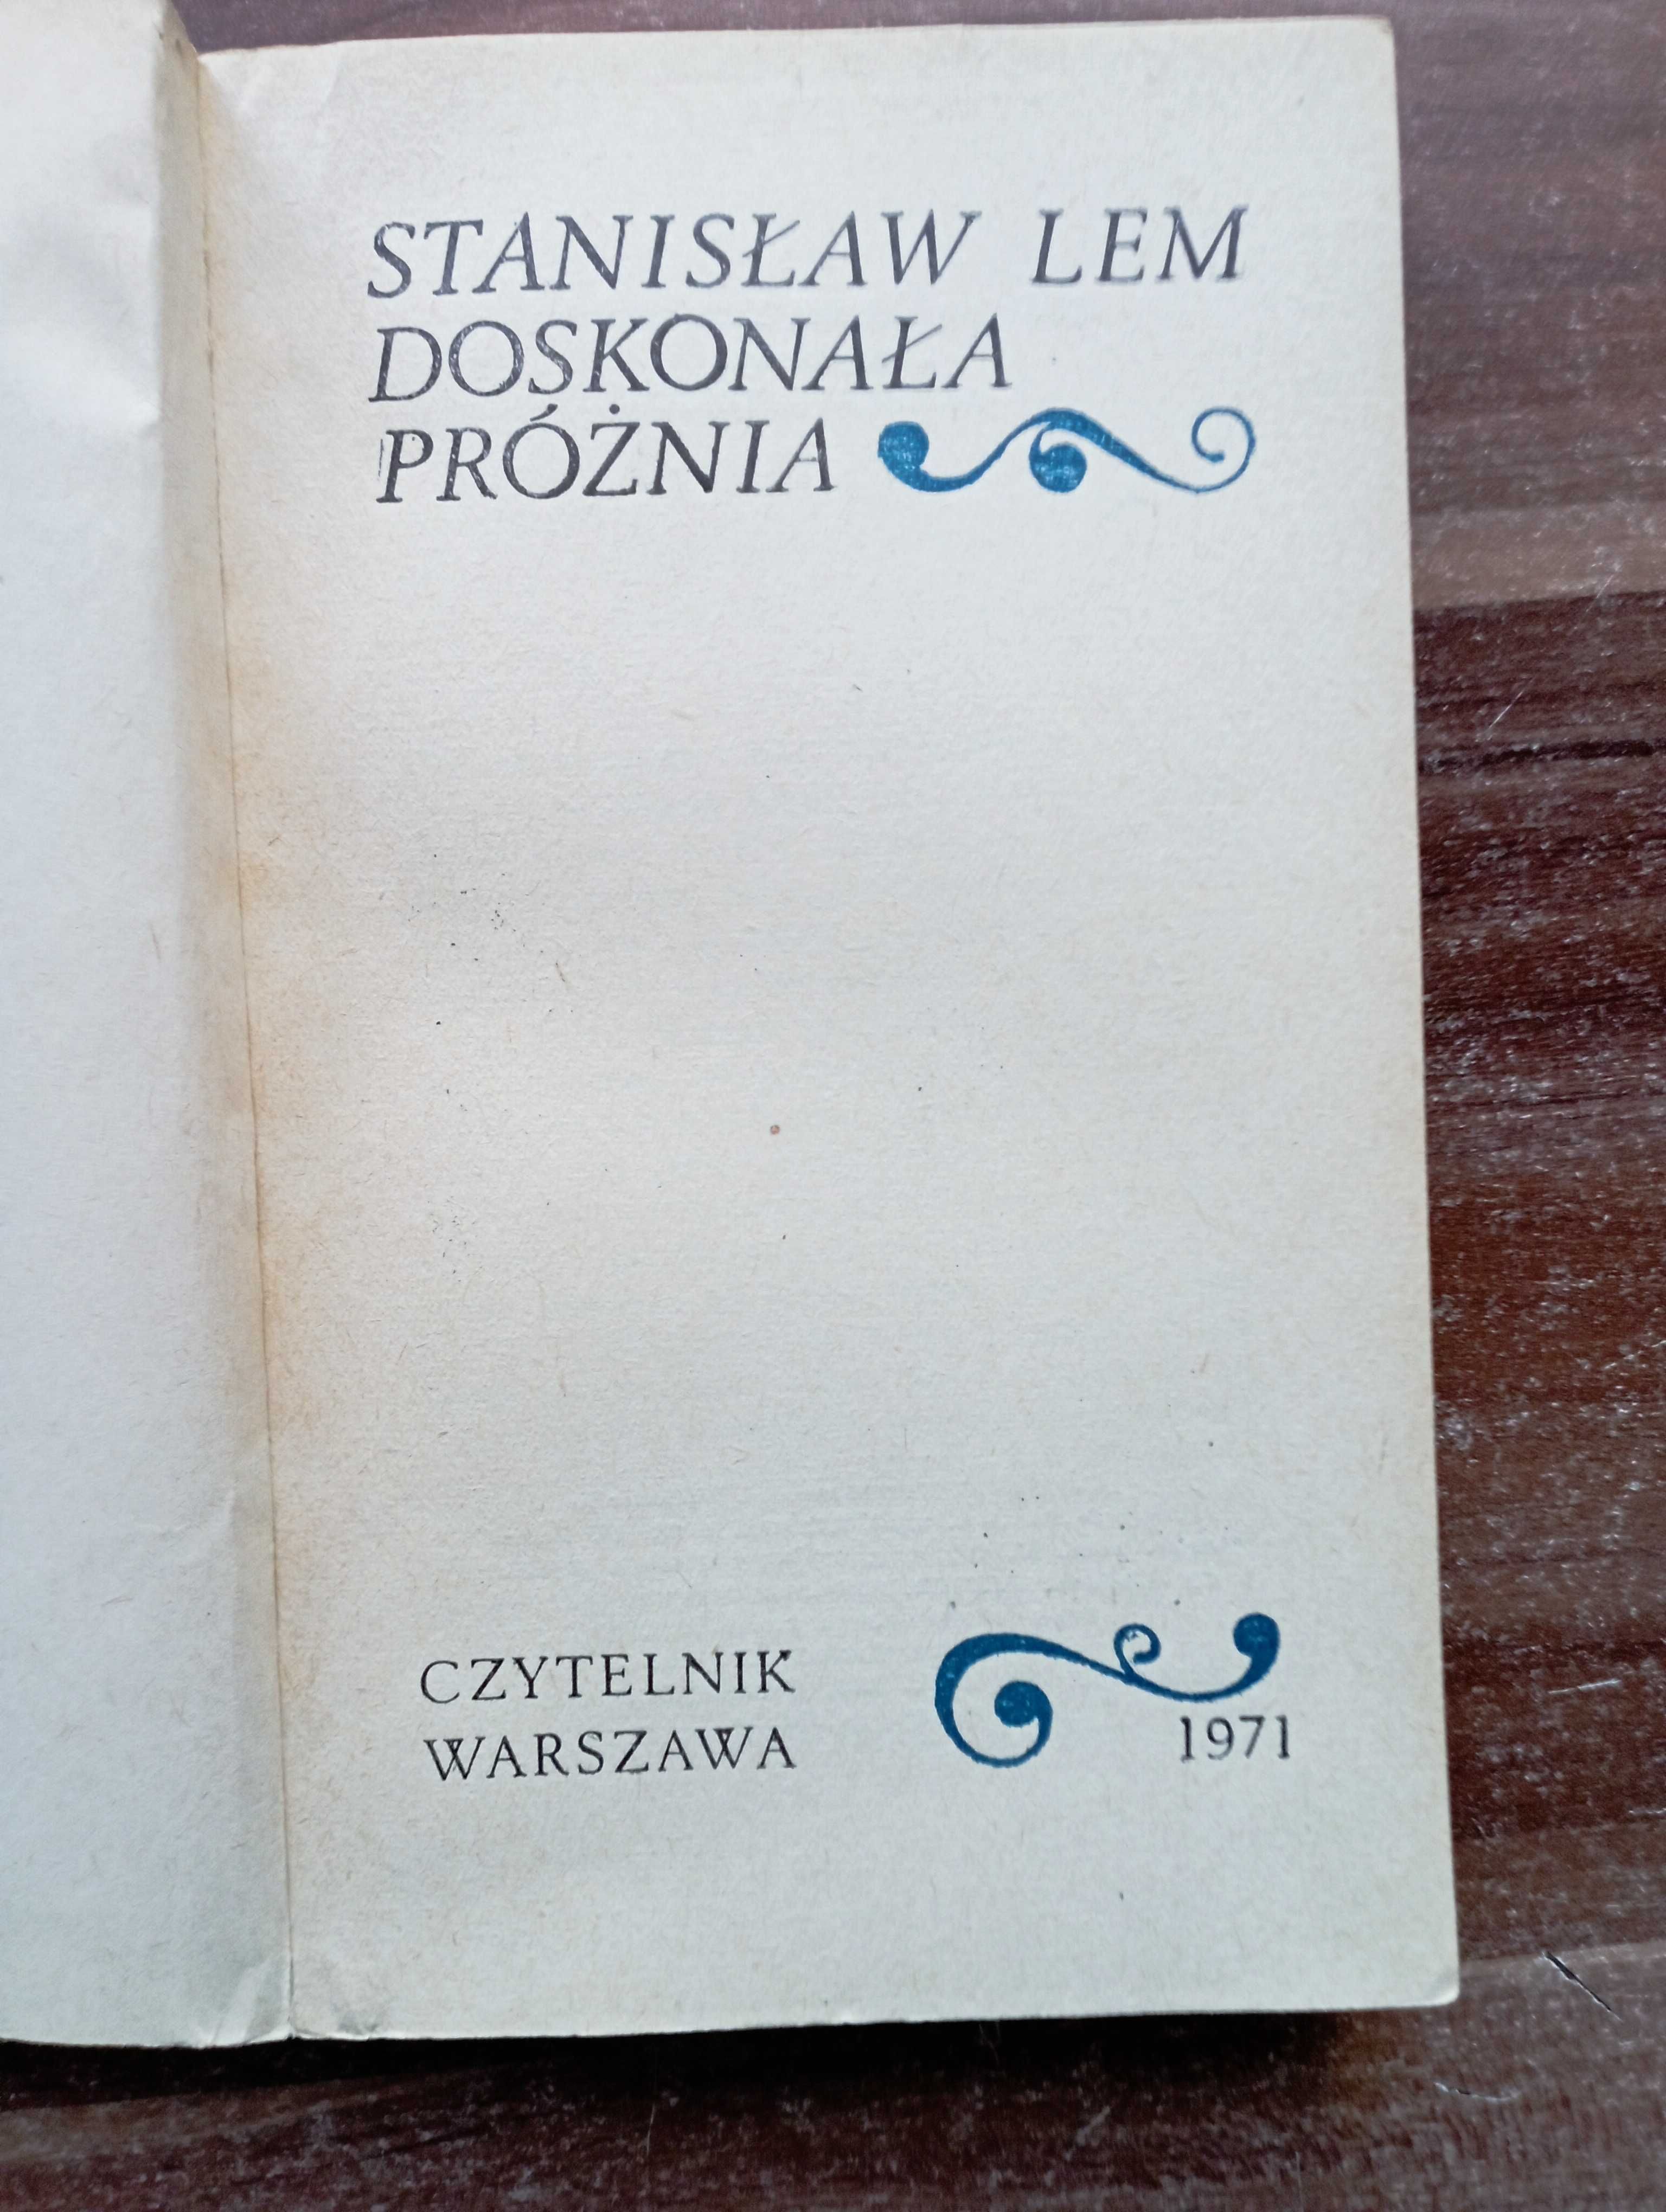 STANISŁAW LEM
DOSKONAŁA
PRÓŻNIA
CZYTELNIK
WARSZAWA
1971